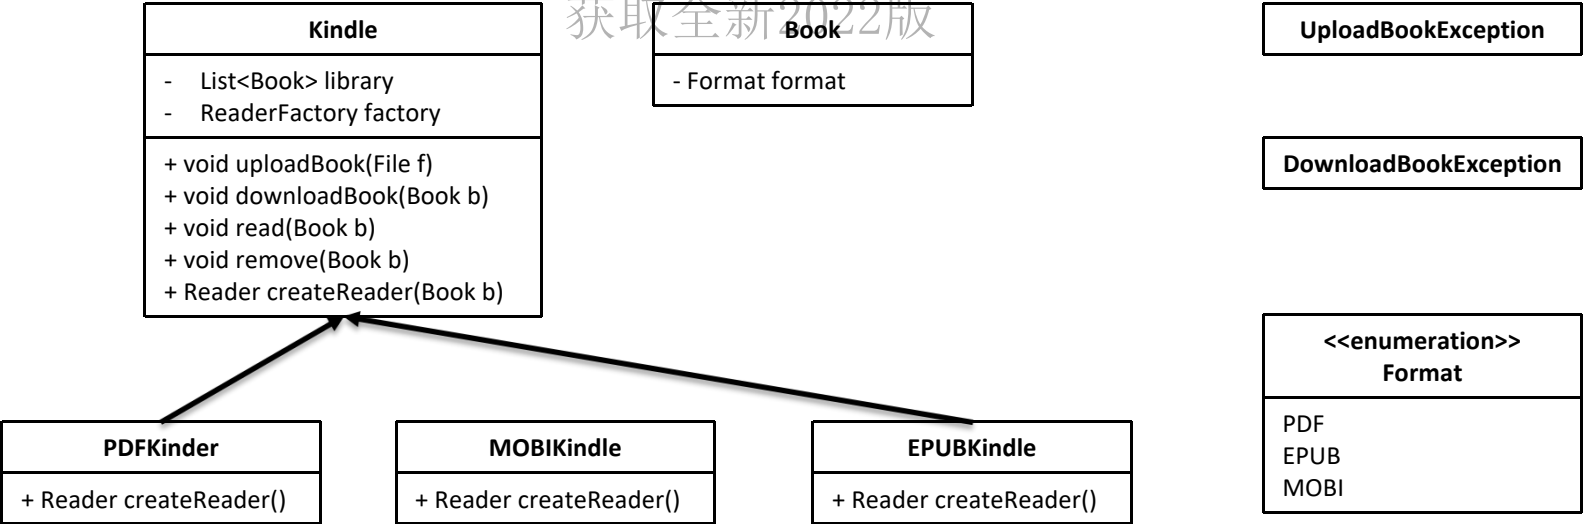 获取全新2022版
Kindle
- List<Book> library
- ReaderFactory factory
+ void uploadBook(File f)
+ void downloadBook(Book b)
+ void read(Book b)
+ void remove(Book b)
+ Reader createReader(Book b)
Book
- Format format
UploadBookException
DownloadBookException
<<enumeration>>
Format
PDF
EPUB
MOBI
PDFKinder
+ Reader createReader()
MOBIKindle
+ Reader createReader()
EPUBKindle
+ Reader createReader()